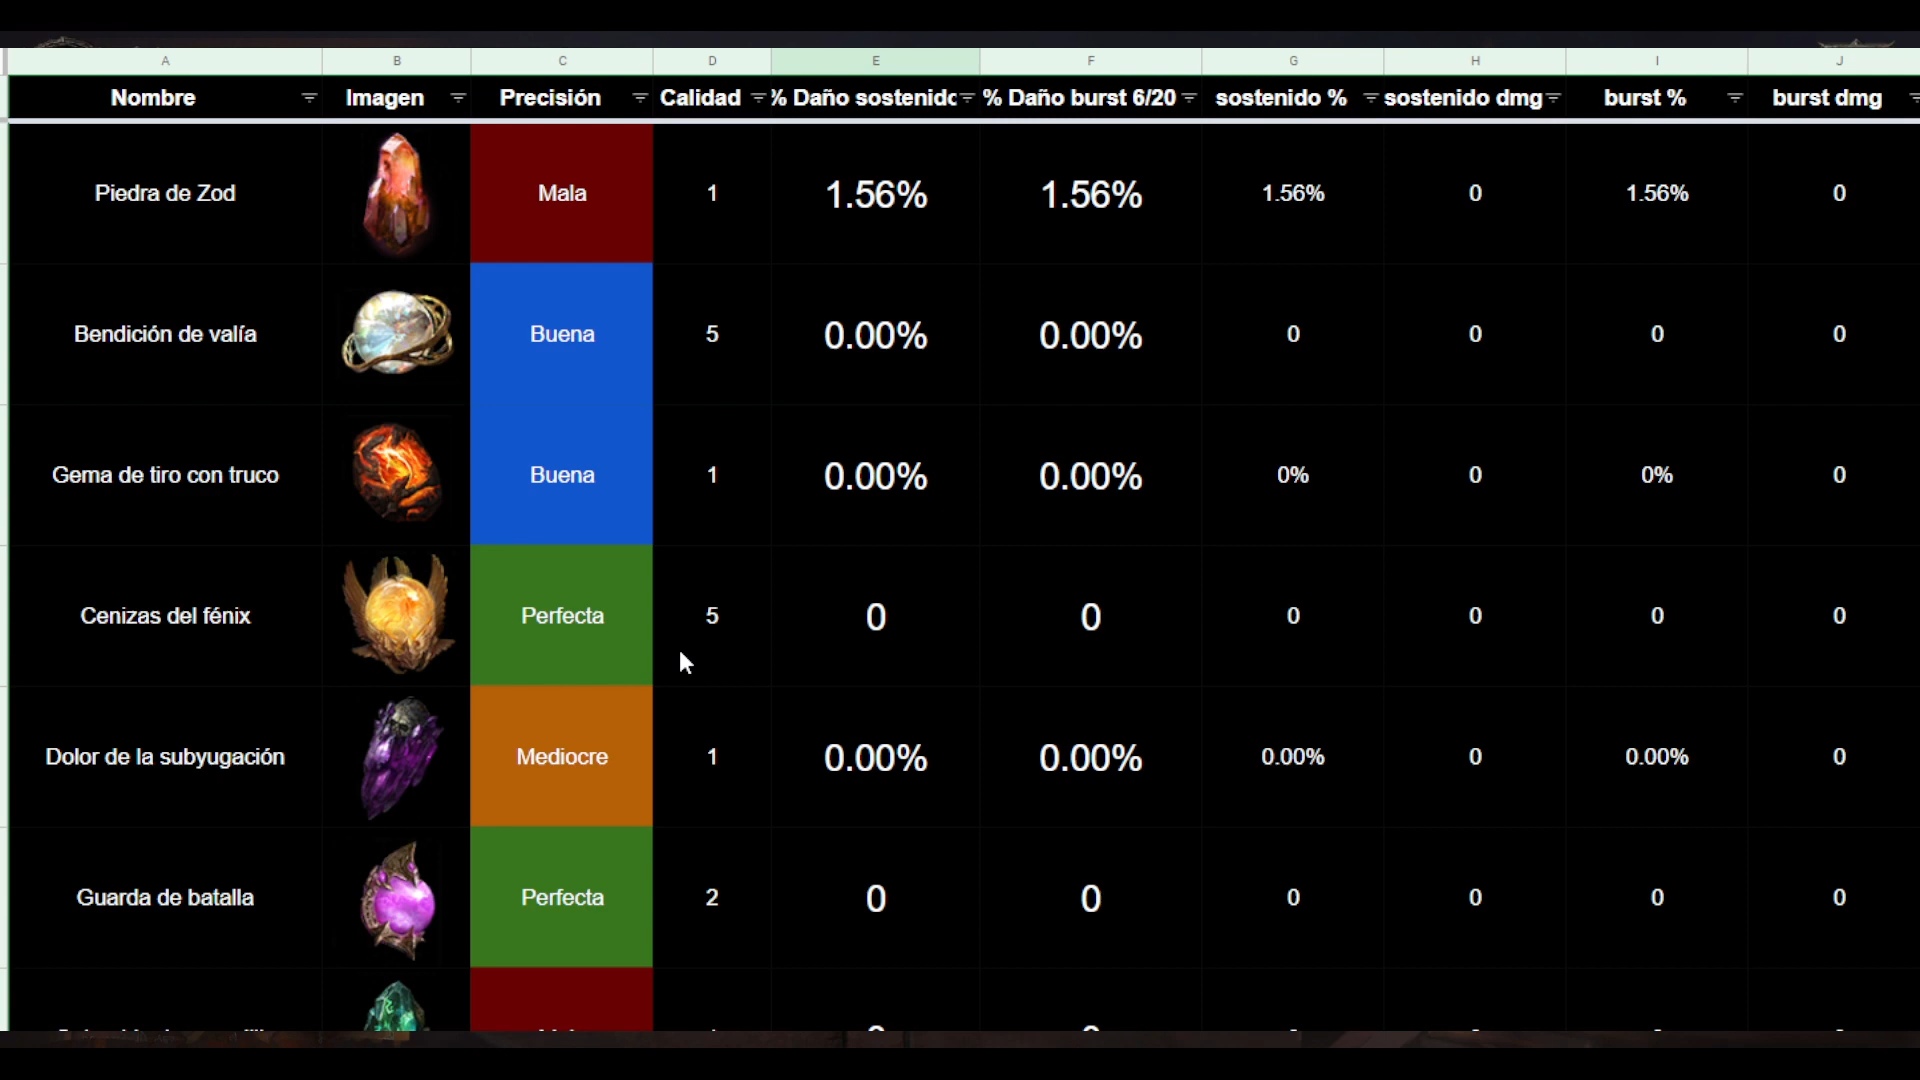 A B C D E F G H I J
Nombre Imagen Precisión Calidad % Daño sostenido % Daño burst 6/20 sostenido % sostenido dmg burst % burst dmg
Piedra de Zod Mala 1 1.56% 1.56% 1.56% 0 1.56% 0
Bendición de valía Buena 5 0.00% 0.00% 0 0 0 0
Gema de tiro con truco Buena 1 0.00% 0.00% 0% 0 0% 0
Cenizas del fénix Perfecta 5 0 0 0 0 0 0
Dolor de la subyugación Mediocre 1 0.00% 0.00% 0.00% 0 0.00% 0
Guarda de batalla Perfecta 2 0 0 0 0 0 0